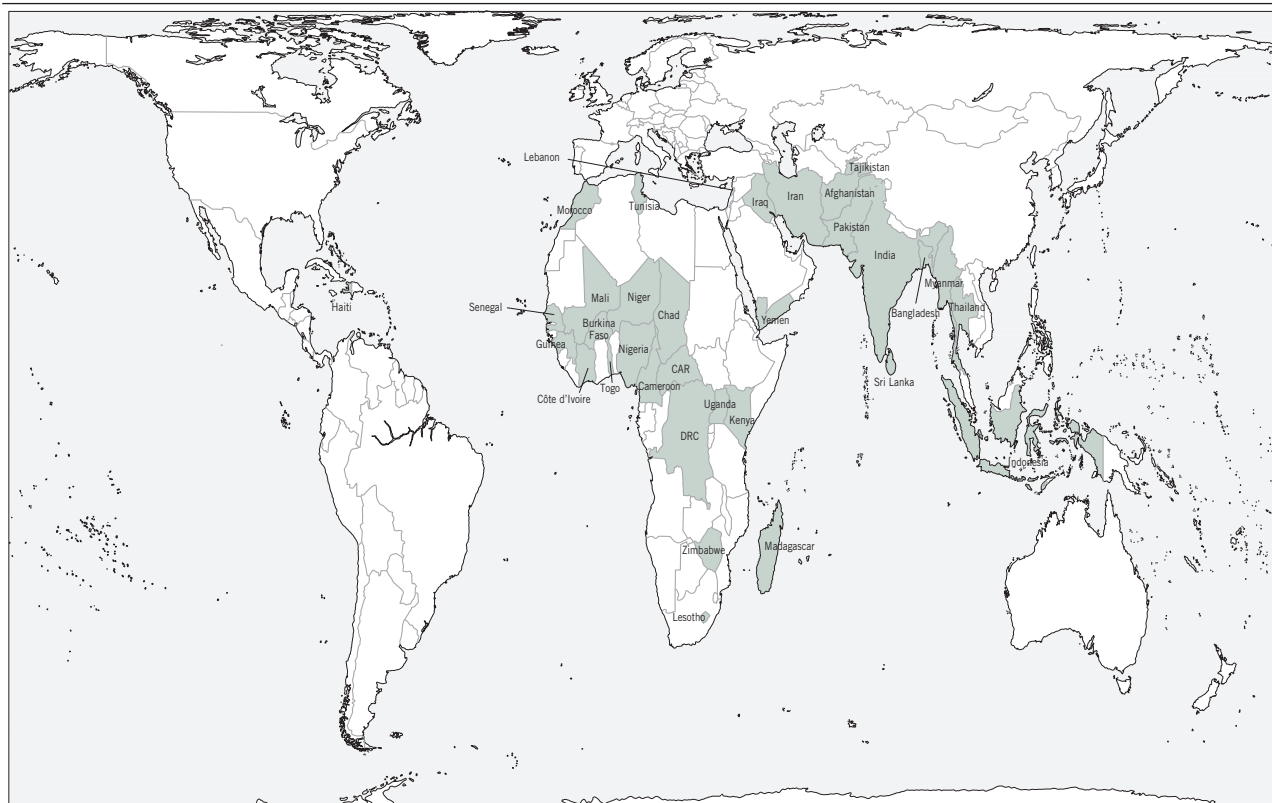 Lebanon
Tajikistan
Afghanistan
Iran
Iraq
Morocco
Tunisia
Pakistan
India
Mali
Niger
Chad
Haiti
Senegal
Myanmar
Thailand
Bangladesh
Yemen
Burkina
Faso
Guinea
Nigeria
CAR
Sri Lanka
Togo
Cameroon
Côte d'Ivoire
Uganda
Kenya
DRC
Indonesia
Zimbabwe
Madagascar
Lesotho